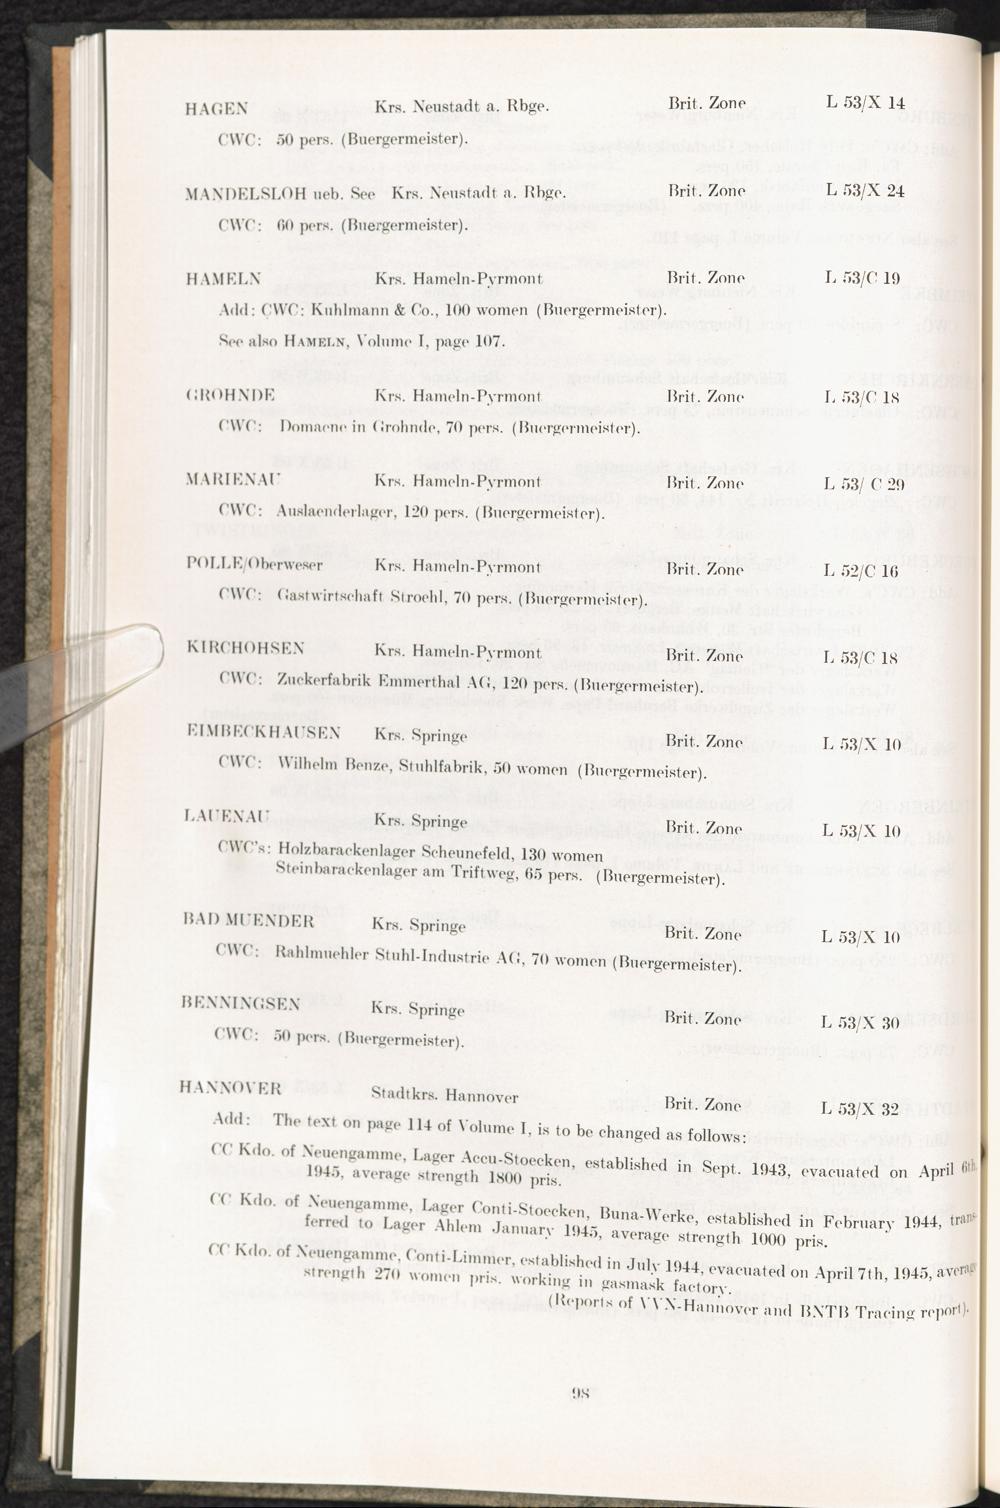 HAGEN Krs. Neustadt a. Rbge. Brit. Zone L 53/X 14
CWC: 50 pers. (Buergermeister).
MANDELSLOH ueb. See Krs. Neustadt a. Rbge. Brit. Zone L 53/X 24
CWC: 60 pers. (Buergermeister).
HAMELN Krs. Hameln-Pyrmont Brit. Zone L 53/C 19
Add: CWC: Kuhlmann & Co., 100 women (Buergermeister).
See also HAMELN, Volume I, page 107.
GROHNDE Krs. Hameln-Pyrmont Brit. Zone L 53/C 18
CWC: Domaene in Grohnde, 70 pers. (Buergermeister).
MARIENAU Krs. Hameln-Pyrmont Brit. Zone L 53/ C 29
CWC: Auslaenderlager, 120 pers. (Buergermeister).
POLLE/Oberweser Krs. Hameln-Pyrmont Brit. Zone L 52/C 16
CWC: Gastwirtschaft Stroehl, 70 pers. (Buergermeister).
KIRCHOHSEN Krs. Hameln-Pyrmont Brit. Zone L 53/C 18
CWC: Zuckerfabrik Emmerthal AG, 120 pers. (Buergermeister).
EIMBECKHAUSEN Krs. Springe Brit. Zone L 53/X 10
CWC: Wilhelm Benze, Stuhlfabrik, 50 women (Buergermeister).
LAUENAU Krs. Springe Brit. Zone L 53/X 10
CWC's: Holzbarackenlager Scheunefeld, 130 women
Steinbarackenlager am Triftweg, 65 pers. (Buergermeister).
BAD MUENDER Krs. Springe Brit. Zone L 53/X 10
CWC: Rahlmuehler Stuhl-Industrie AG, 70 women (Buergermeister).
BENNINGSEN Krs. Springe Brit. Zone L 53/X 30
CWC: 50 pers. (Buergermeister).
HANNOVER Stadtkrs. Hannover Brit. Zone L 53/X 32
Add: The text on page 114 of Volume I, is to be changed as follows:
CC Kdo. of Neuengamme, Lager Accu-Stoecken, established in Sept. 1943, evacuated on April 6th,
1945, average strength 1800 pris.
CC Kdo. of Neuengamme, Lager Conti-Stoecken, Buna-Werke, established in February 1944, trans-
ferred to Lager Ahlem January 1945, average strength 1000 pris.
CC Kdo. of Neuengamme, Conti-Limmer, established in July 1944, evacuated on April 7th, 1945, average
strength 270 women pris. working in gasmask factory.
(Reports of VVN-Hannover and BNTB Tracing report).
98